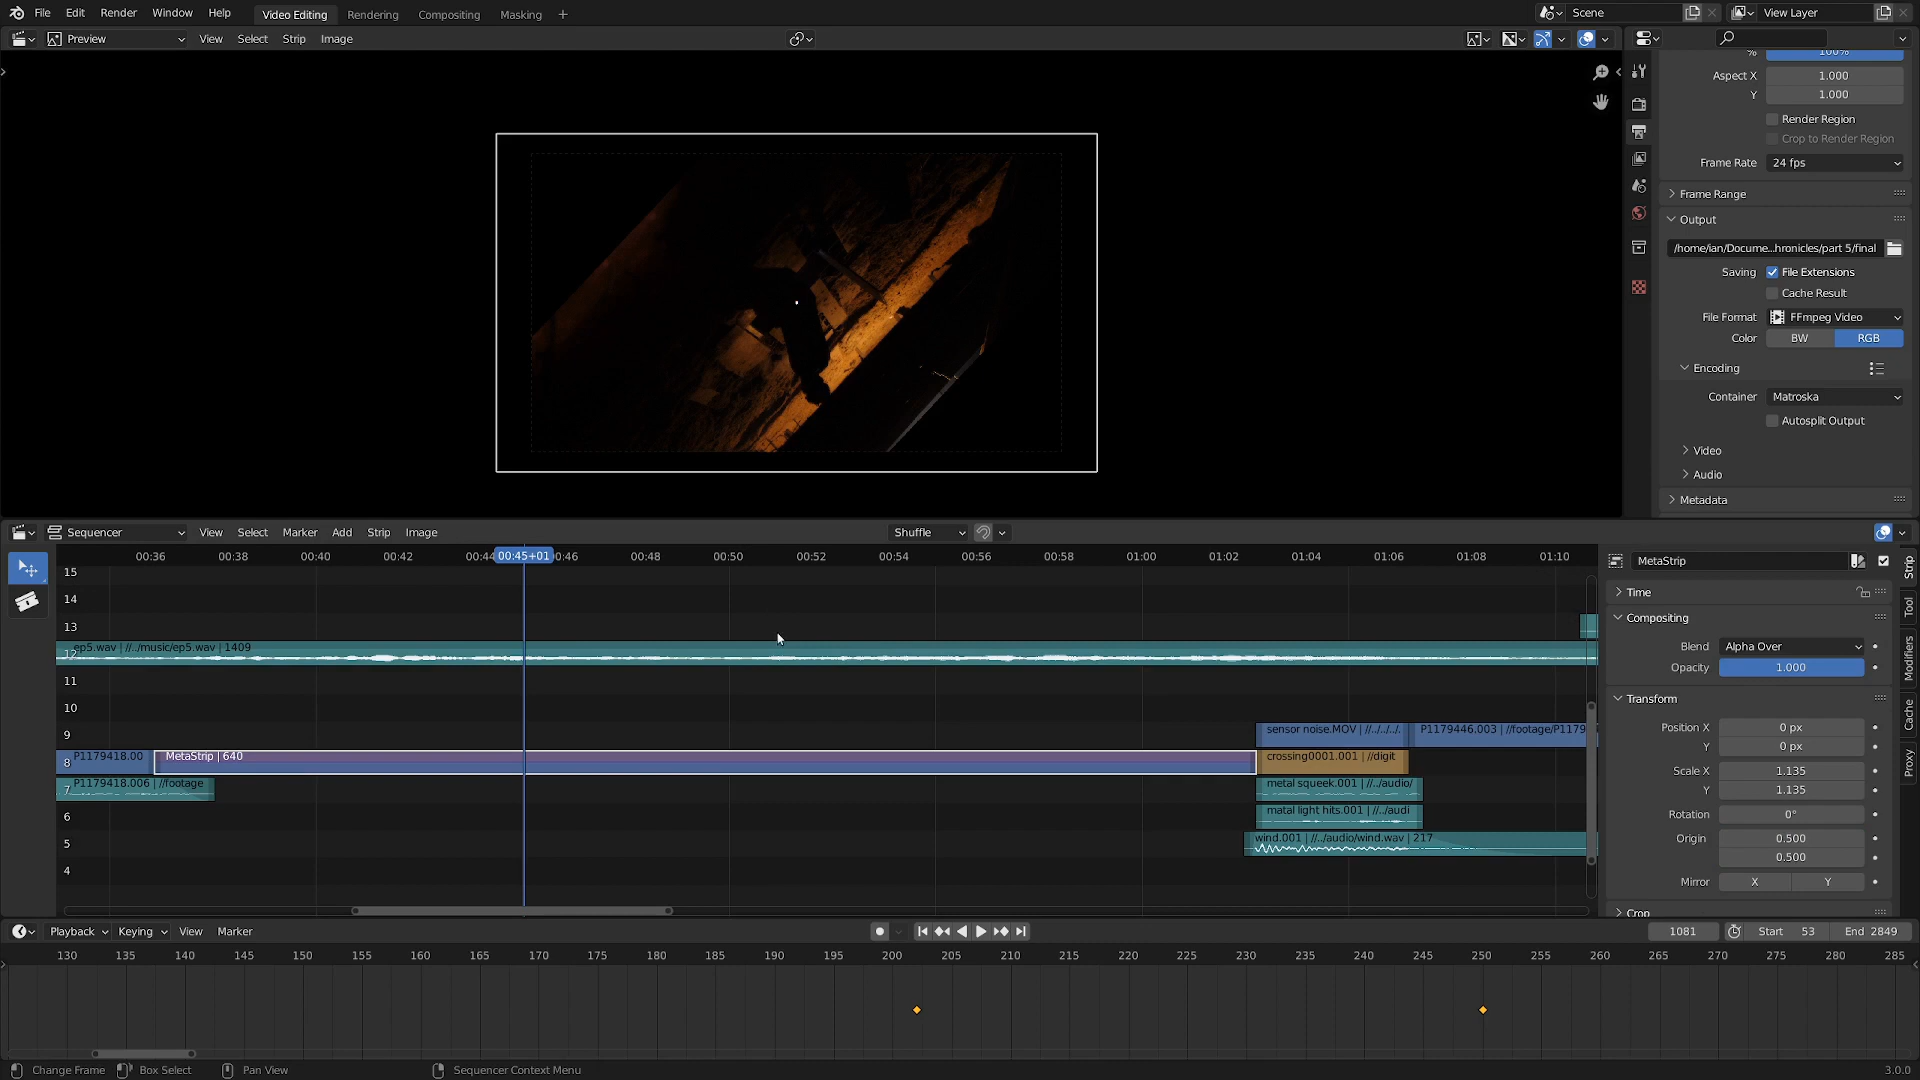 File Edit Render Window Help Video Editing Rendering Compositing Masking + Scene View Layer
Preview View Select Strip Image
% 100%
Aspect X 1.000
Y 1.000
Render Region
Crop to Render Region
Frame Rate 24 fps
Frame Range
Output
/home/ian/Docume...hronicles/part 5/final
Saving File Extensions
Cache Result
File Format FFmpeg Video
Color BW RGB
Encoding
Container Matroska
Autosplit Output
Video
Audio
Metadata
Sequencer View Select Marker Add Strip Image Shuffle
00:36 00:38 00:40 00:42 00:44 00:45+01 0:46 00:48 00:50 00:52 00:54 00:56 00:58 01:00 01:02 01:04 01:06 01:08 01:10
15
14
13
12 ep5.wav | //../music/ep5.wav | 1409
11
10
9 sensor noise.MOV | //../../../. P1179446.003 | //footage/P1179
8 P1179418.00 MetaStrip | 640 crossing0001.001 | //digit
7 P1179418.006 | //footage metal squeek.001 | //../audio/
6 matal light hits.001 | //../audi
5 wind.001 | //../audio/wind.wav | 217
4
MetaStrip
Time
Compositing
Blend Alpha Over
Opacity 1.000
Transform
Position X 0 px
Y 0 px
Scale X 1.135
Y 1.135
Rotation 0°
Origin 0.500
0.500
Mirror X Y
Crop
Strip
Tool
Modifiers
Cache
Proxy
Playback Keying View Marker 1081 Start 53 End 2849
130 135 140 145 150 155 160 165 170 175 180 185 190 195 200 205 210 215 220 225 230 235 240 245 250 255 260 265 270 275 280 285
Change Frame Box Select Pan View Sequencer Context Menu 3.0.0